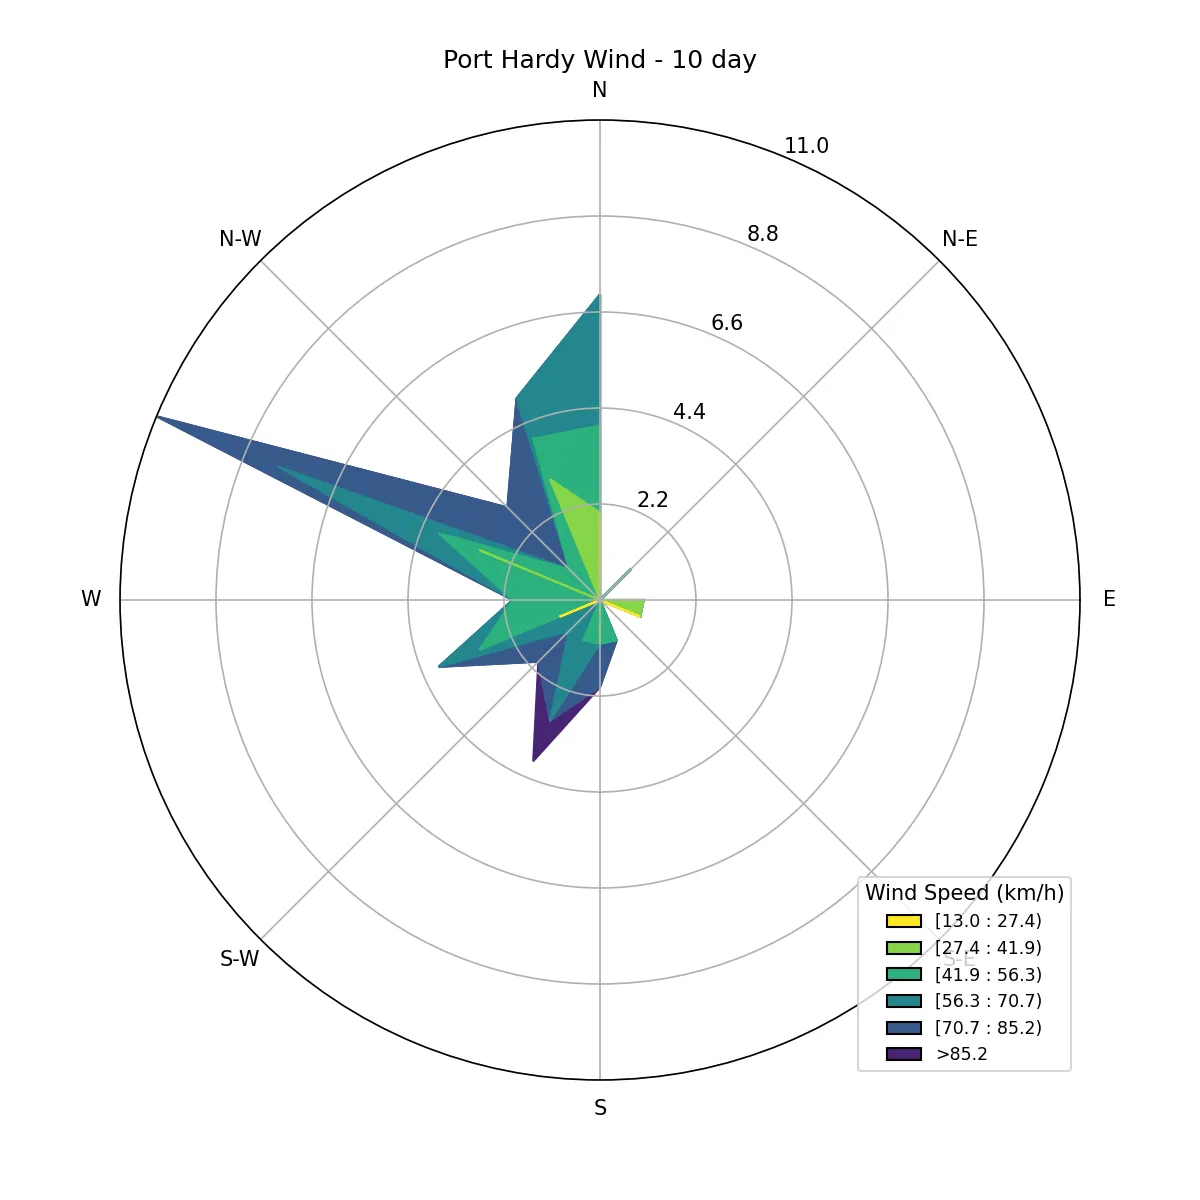 Port Hardy Wind - 10 day
N
11.0
N-W
8.8
N-E
6.6
4.4
2.2
W
E
Wind Speed (km/h)
[13.0 : 27.4)
[27.4 : 41.9)
S-W
S-E
[41.9 : 56.3)
[56.3 : 70.7)
[70.7 : 85.2)
>85.2
S